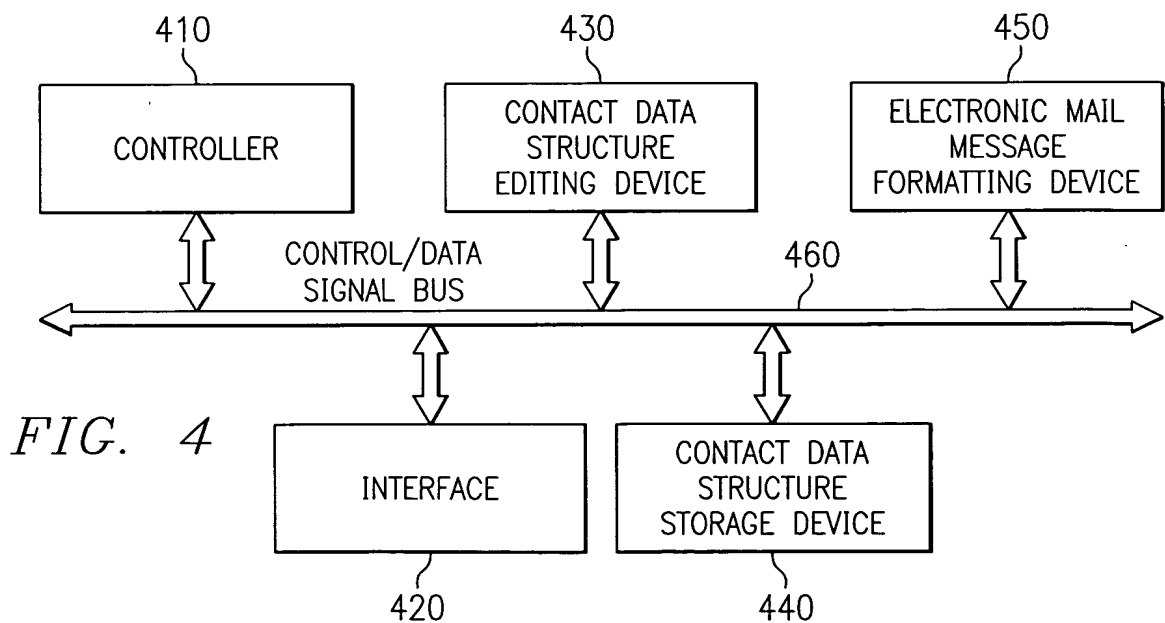 410
430
450
CONTROLLER
CONTACT DATA
STRUCTURE
EDITING DEVICE
ELECTRONIC MAIL
MESSAGE
FORMATTING DEVICE
CONTROL/DATA
SIGNAL BUS
460
FIG. 4
INTERFACE
CONTACT DATA
STRUCTURE
STORAGE DEVICE
420
440